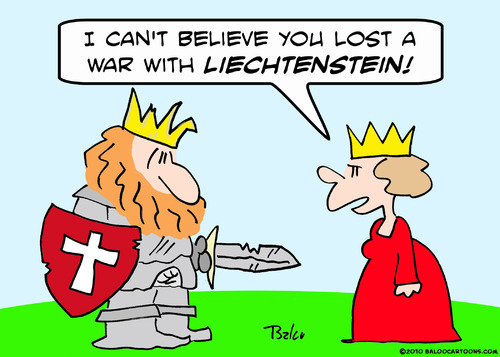 I CAN'T BELIEVE YOU LOST A
WAR WITH LIECHTENSTEIN!
Baloo
©2010 BALOOCARTOONS.COM